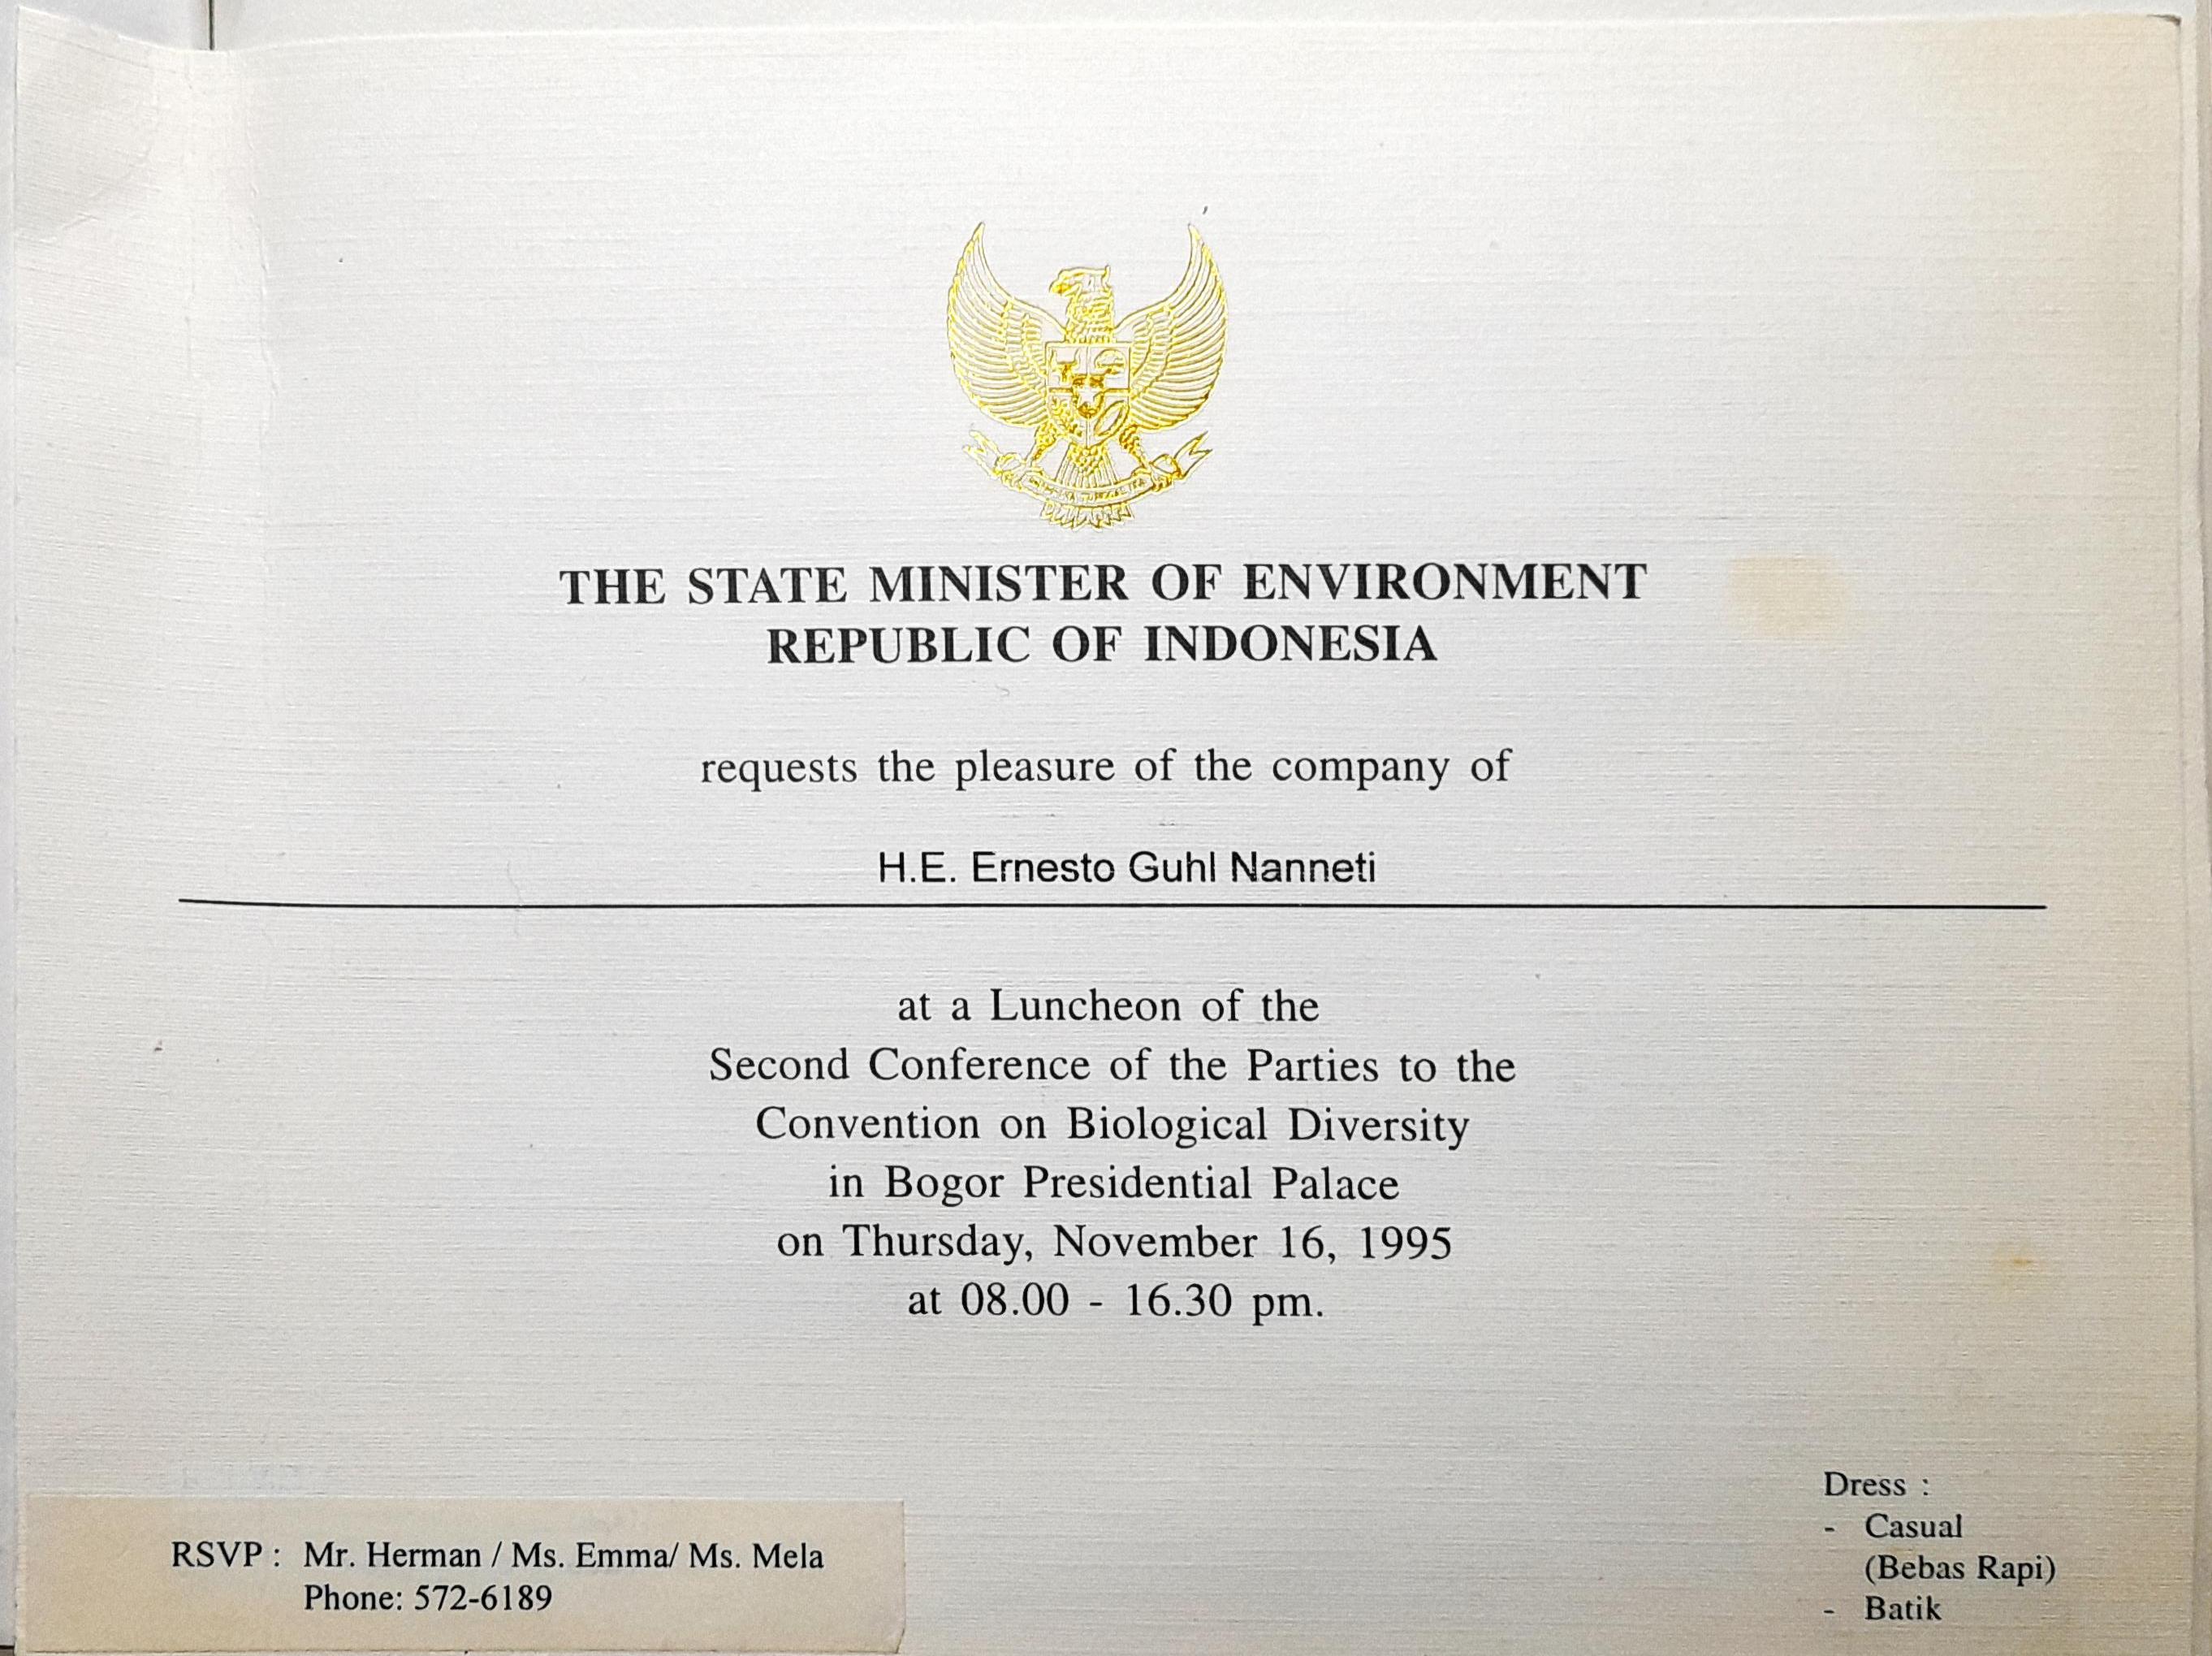 THE STATE MINISTER OF ENVIRONMENT
REPUBLIC OF INDONESIA
requests the pleasure of the company of
H.E. Ernesto Guhl Nanneti
at a Luncheon of the
Second Conference of the Parties to the
Convention on Biological Diversity
in Bogor Presidential Palace
on Thursday, November 16, 1995
at 08.00 - 16.30 pm.
RSVP : Mr. Herman / Ms. Emma/ Ms. Mela
Phone: 572-6189
Dress :
- Casual
(Bebas Rapi)
- Batik